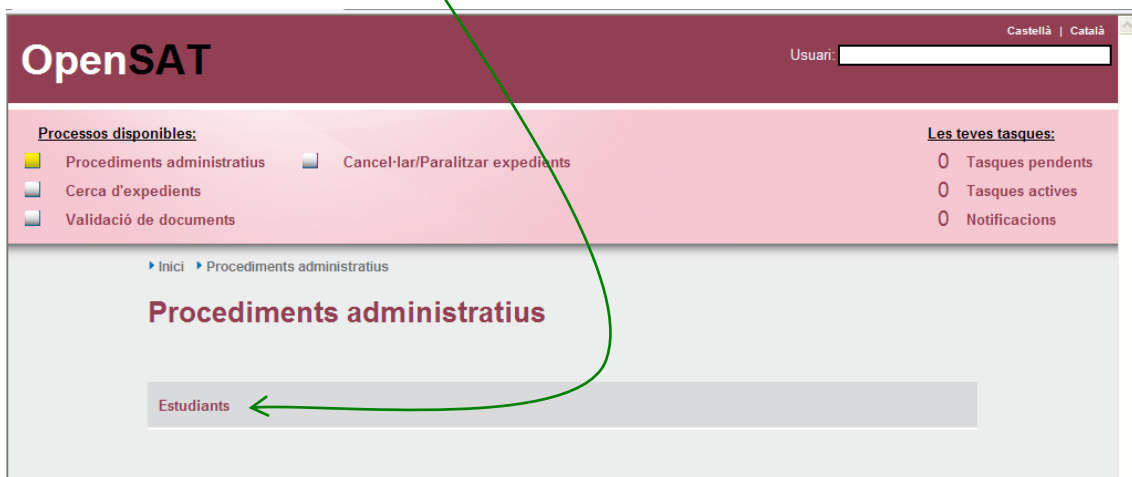 Castellà | Català
OpenSAT
Usuari:
Processos disponibles:
Procediments administratius
Cancel·lar/Paralitzar expedients
Cerca d'expedients
Validació de documents
Les teves tasques:
0 Tasques pendents
0 Tasques actives
0 Notificacions
Inici Procediments administratius
Procediments administratius
Estudiants